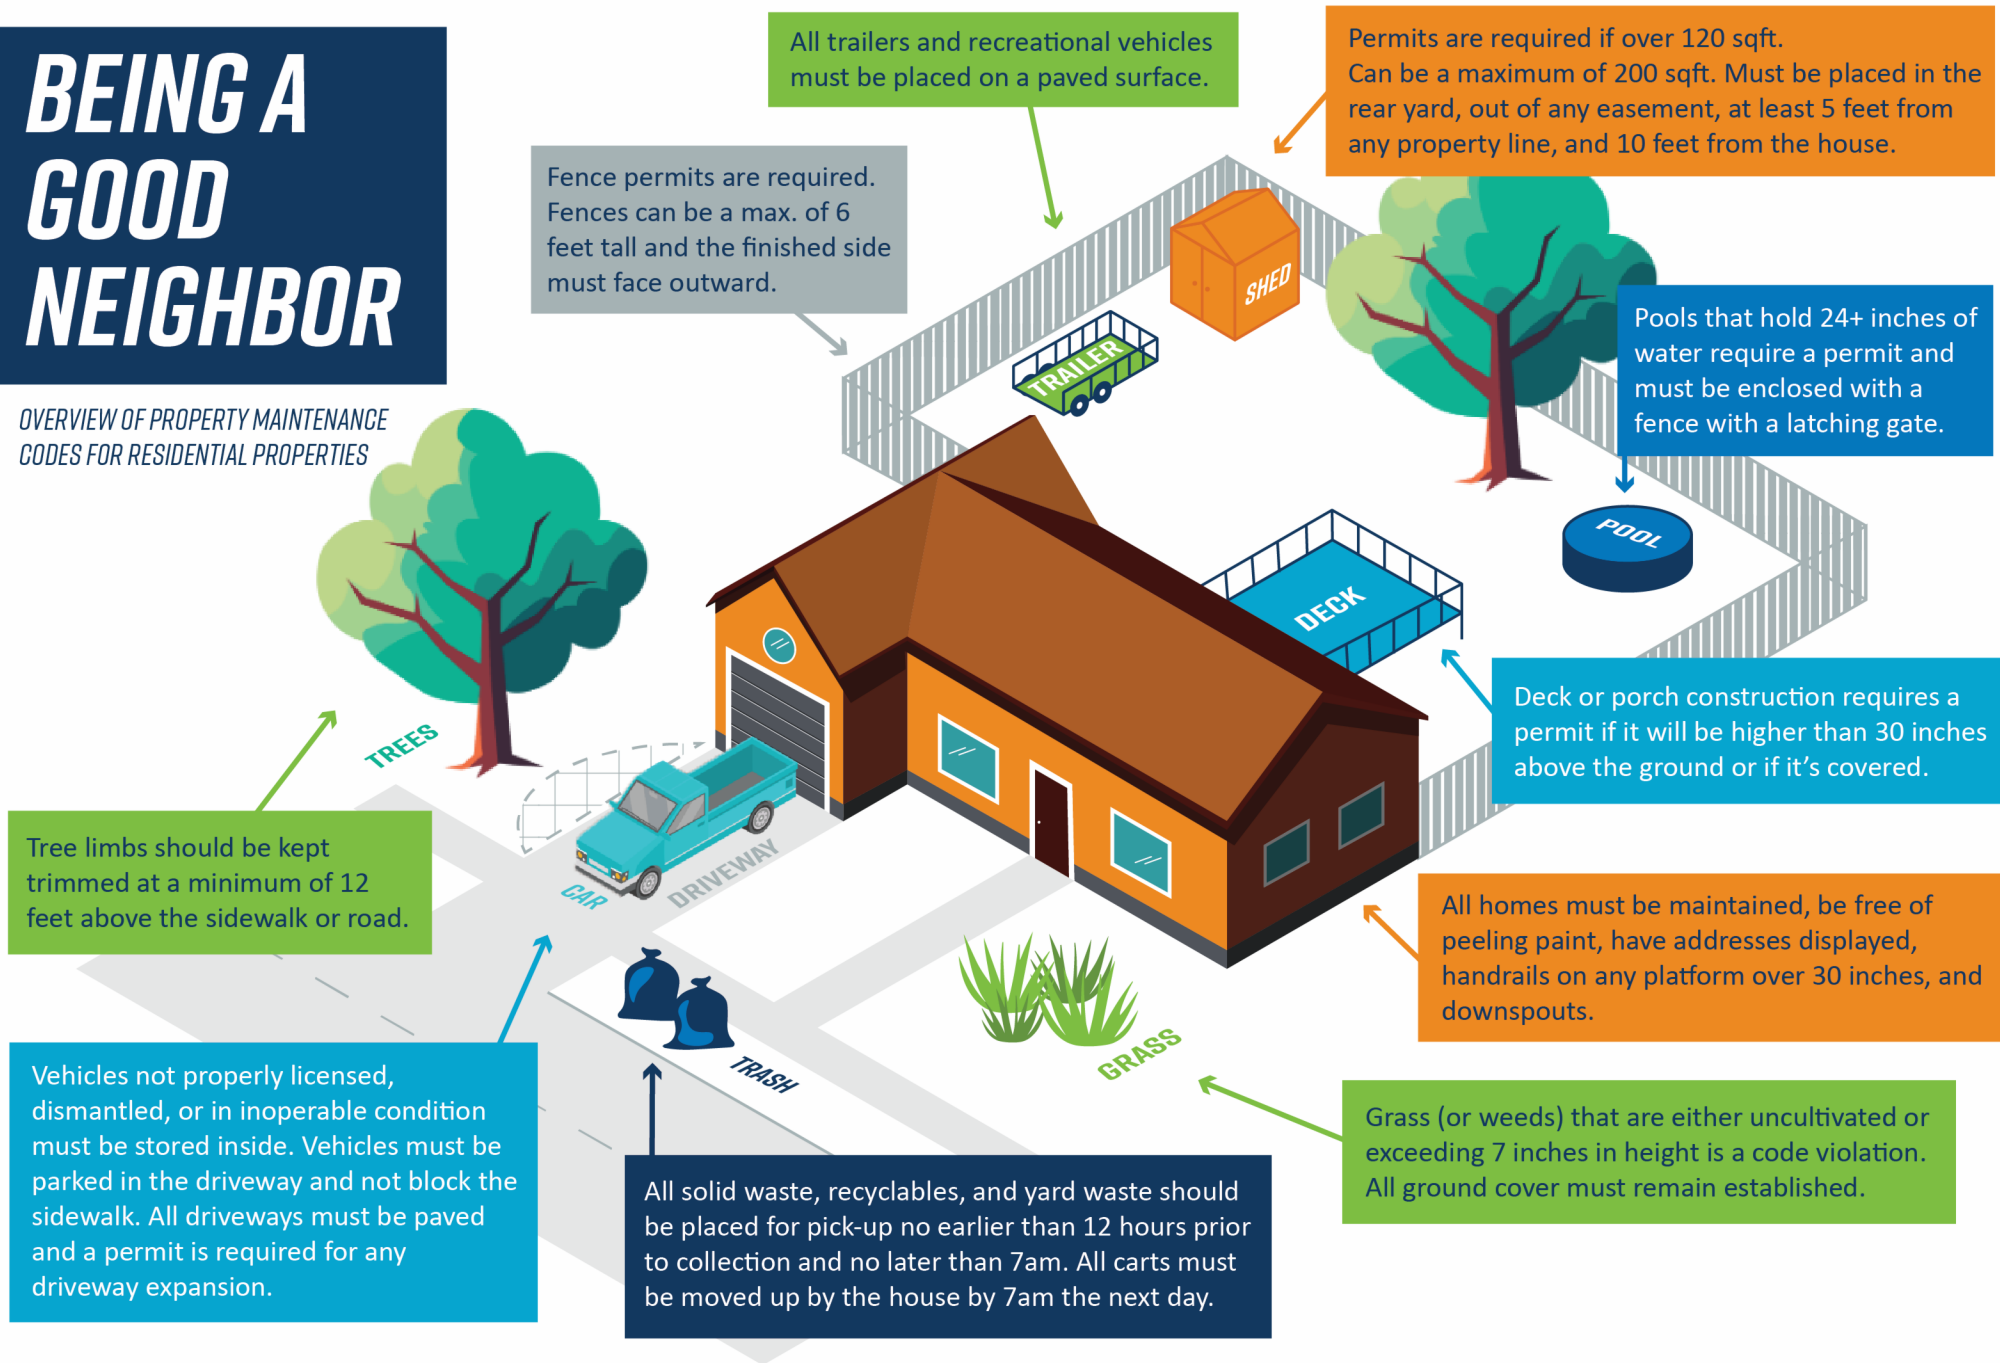 BEING A
GOOD
NEIGHBOR
OVERVIEW OF PROPERTY MAINTENANCE
CODES FOR RESIDENTIAL PROPERTIES
All trailers and recreational vehicles
must be placed on a paved surface.
Permits are required if over 120 sqft.
Can be a maximum of 200 sqft. Must be placed in the
rear yard, out of any easement, at least 5 feet from
any property line, and 10 feet from the house.
Fence permits are required.
Fences can be a max. of 6
feet tall and the finished side
must face outward.
SHED
TRAILER
Pools that hold 24+ inches of
water require a permit and
must be enclosed with a
fence with a latching gate.
POOL
DECK
Deck or porch construction requires a
permit if it will be higher than 30 inches
above the ground or if it's covered.
TREES
Tree limbs should be kept
trimmed at a minimum of 12
feet above the sidewalk or road.
CAR
DRIVEWAY
All homes must be maintained, be free of
peeling paint, have addresses displayed,
handrails on any platform over 30 inches, and
downspouts.
Vehicles not properly licensed,
dismantled, or in inoperable condition
must be stored inside. Vehicles must be
parked in the driveway and not block the
sidewalk. All driveways must be paved
and a permit is required for any
driveway expansion.
TRASH
GRASS
Grass (or weeds) that are either uncultivated or
exceeding 7 inches in height is a code violation.
All ground cover must remain established.
All solid waste, recyclables, and yard waste should
be placed for pick-up no earlier than 12 hours prior
to collection and no later than 7am. All carts must
be moved up by the house by 7am the next day.